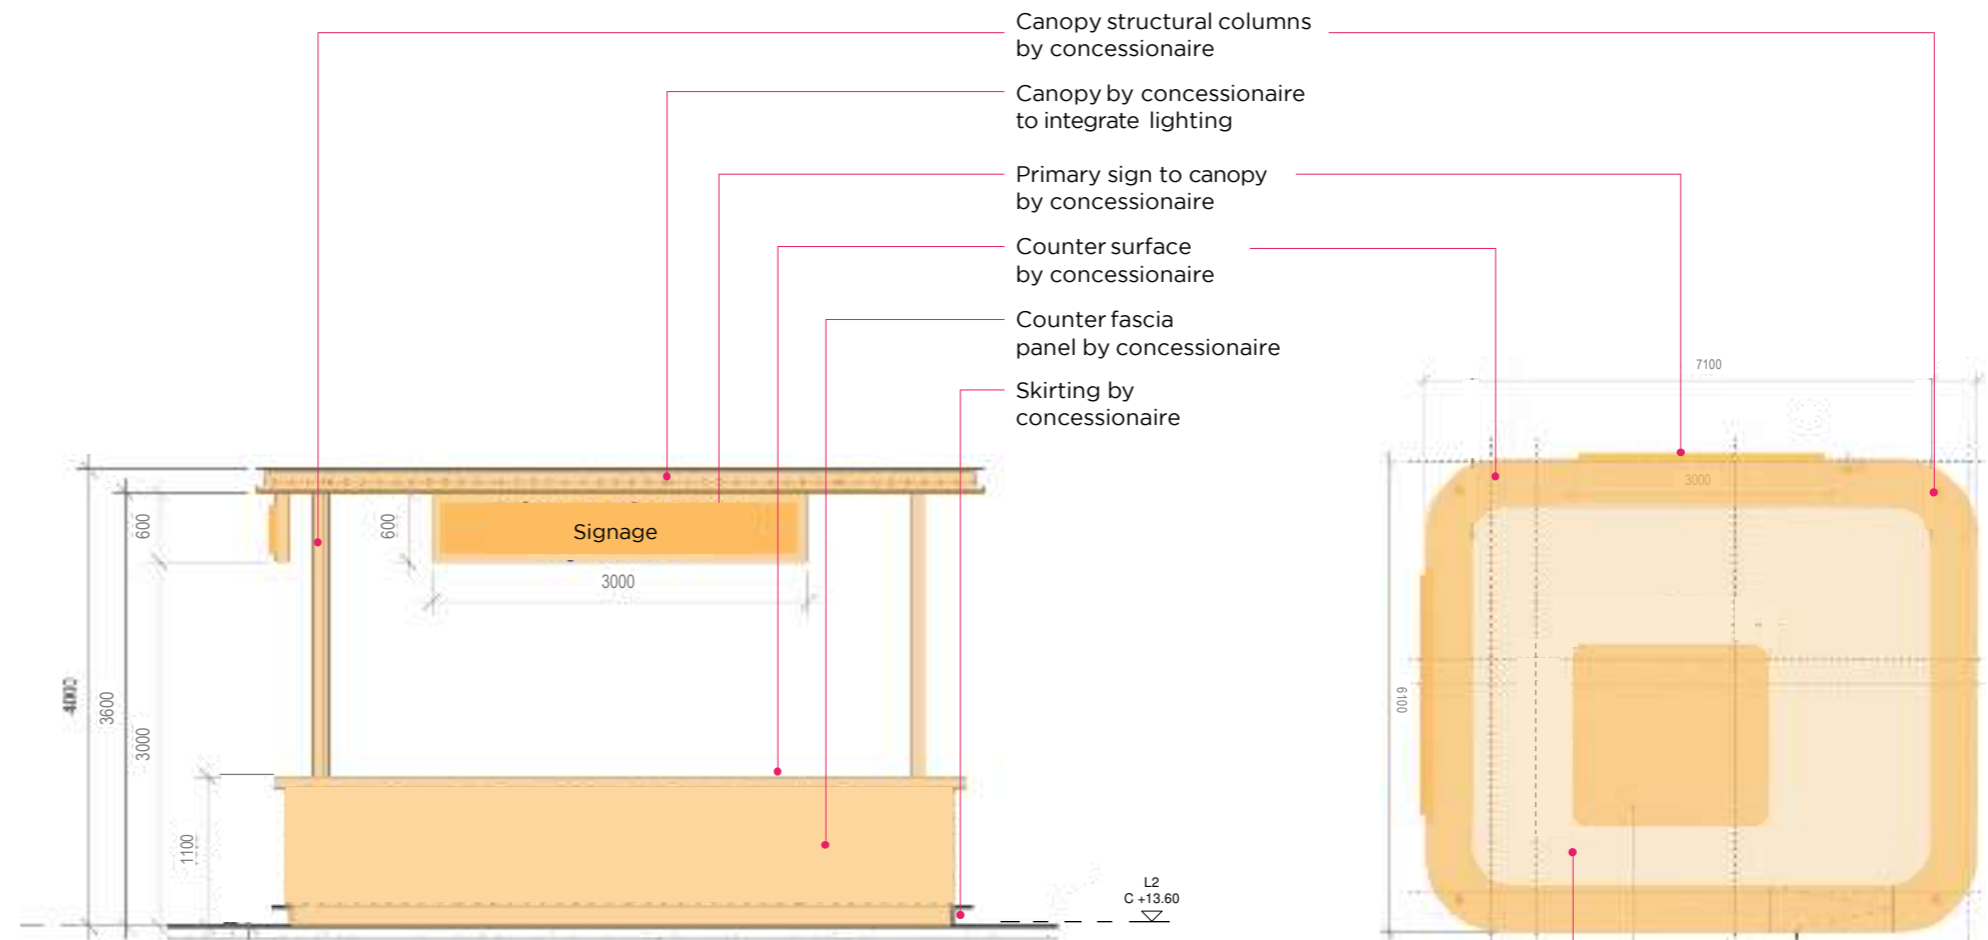 Canopy structural columns
by concessionaire
Canopy by concessionaire
to integrate lighting
Primary sign to canopy
by concessionaire
Counter surface
by concessionaire
Counter fascia
panel by concessionaire
Skirting by
concessionaire
7100
3000
6100
Signage
600
600
3000
4000
3600
3000
1100
L2
C +13.60